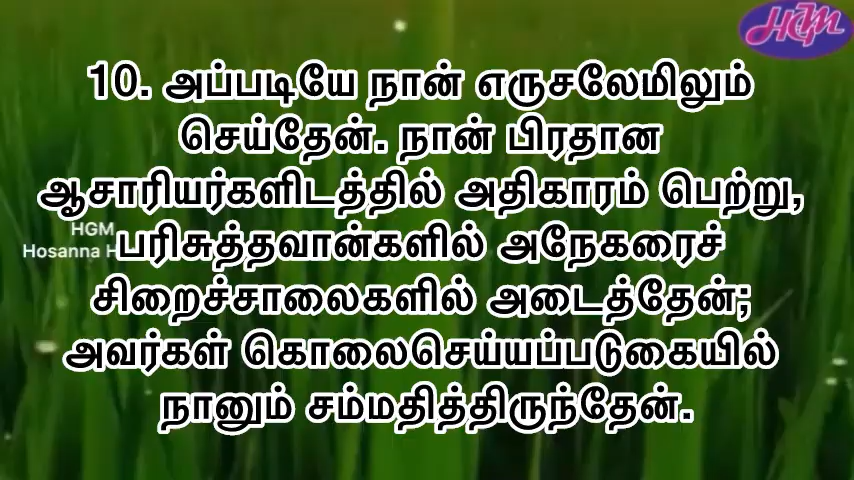 HGM
10. அப்படியே நான் எருசலேமிலும்
செய்தேன். நான் பிரதான
ஆசாரியர்களிடத்தில் அதிகாரம் பெற்று,
HGM
Hosanna H
பரிசுத்தவான்களில் அநேகரைச்
சிறைச்சாலைகளில் அடைத்தேன்;
அவர்கள் கொலைசெய்யப்படுகையில்
நானும் சம்மதித்திருந்தேன்.